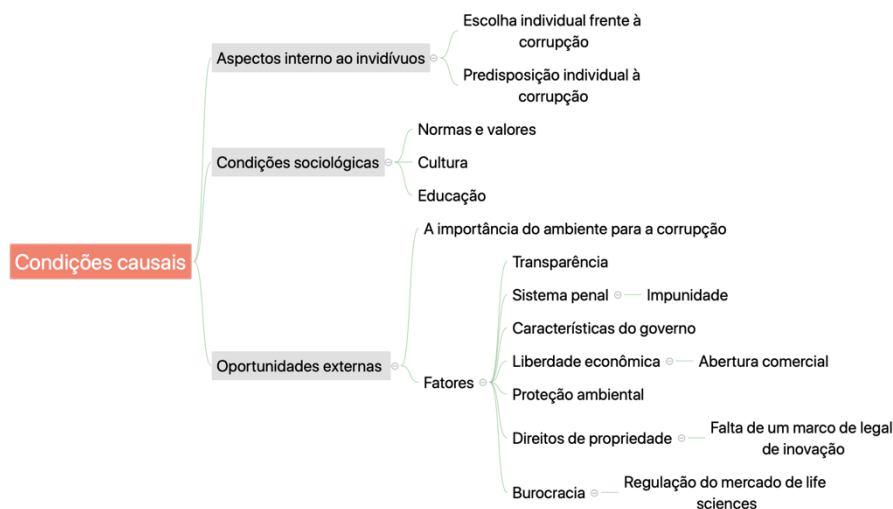 Condições causais
Aspectos interno ao invidívuos
Escolha individual frente à
corrupção
Predisposição individual à
corrupção
Condições sociológicas
Normas e valores
Cultura
Educação
Oportunidades externas
A importância do ambiente para a corrupção
Fatores
Transparência
Sistema penal
Impunidade
Características do governo
Liberdade econômica
Abertura comercial
Proteção ambiental
Direitos de propriedade
Falta de um marco de legal
de inovação
Burocracia
Regulação do mercado de life
sciences